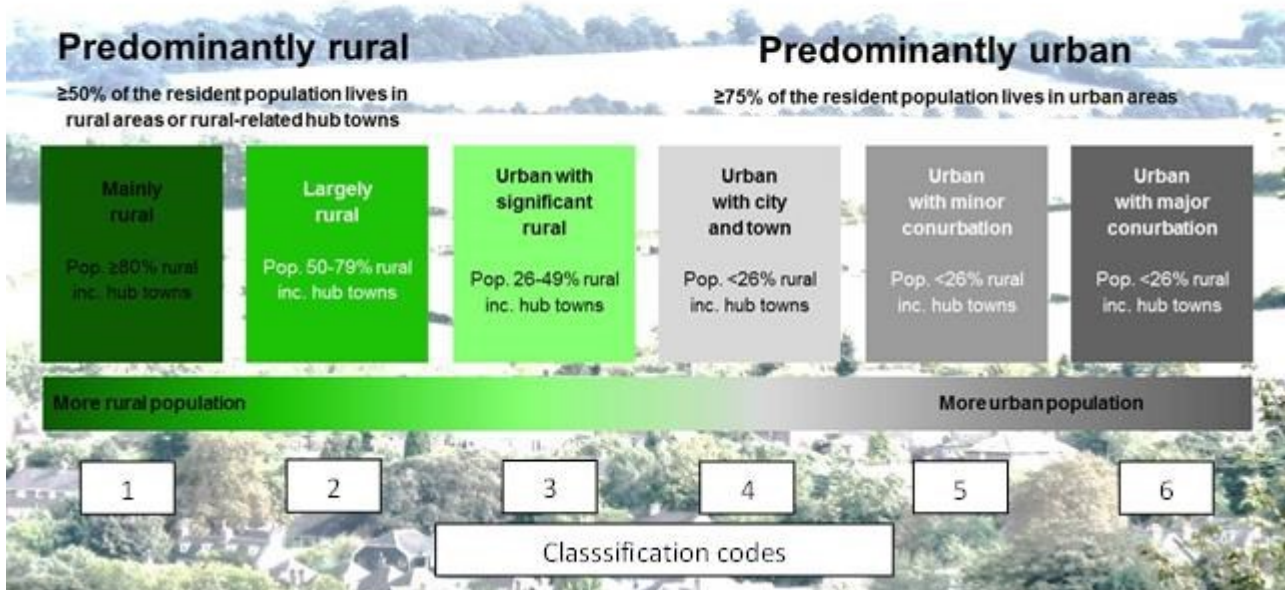 Predominantly rural
≥50% of the resident population lives in
rural areas or rural-related hub towns
Predominantly urban
≥75% of the resident population lives in urban areas
Mainly
rural
Pop. ≥80% rural
inc. hub towns
Largely
rural
Pop. 50-79% rural
inc. hub towns
Urban with
significant
rural
Pop. 26-49% rural
inc. hub towns
Urban
with city
and town
Pop. <26% rural
inc. hub towns
Urban
with minor
conurbation
Pop. <26% rural
inc. hub towns
Urban
with major
conurbation
Pop. <26% rural
inc. hub towns
More rural population
More urban population
1
2
3
4
5
6
Classsification codes